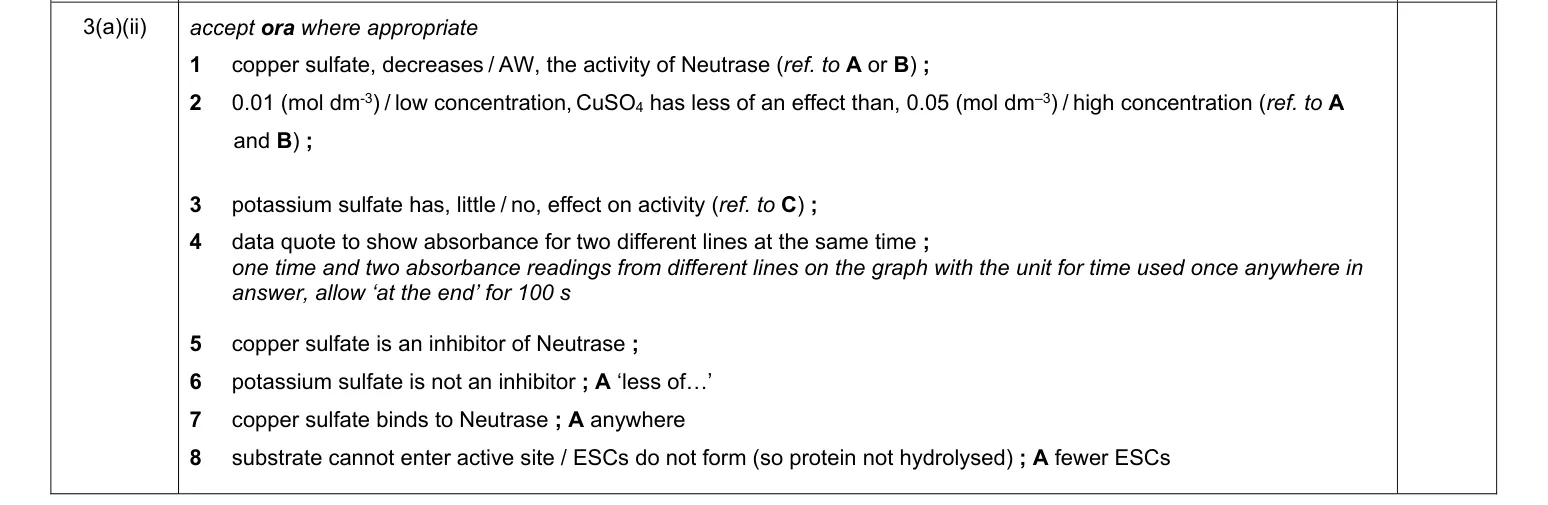 3(a)(ii)
accept ora where appropriate
1 copper sulfate, decreases / AW, the activity of Neutrase (ref. to A or B) ;
2 0.01 (mol dm-3) / low concentration, CuSO4 has less of an effect than, 0.05 (mol dm–3) / high concentration (ref. to A
and B) ;
3 potassium sulfate has, little / no, effect on activity (ref. to C) ;
4 data quote to show absorbance for two different lines at the same time ;
one time and two absorbance readings from different lines on the graph with the unit for time used once anywhere in
answer, allow ‘at the end’ for 100 s
5 copper sulfate is an inhibitor of Neutrase ;
6 potassium sulfate is not an inhibitor ; A ‘less of…’
7 copper sulfate binds to Neutrase ; A anywhere
8 substrate cannot enter active site / ESCs do not form (so protein not hydrolysed) ; A fewer ESCs